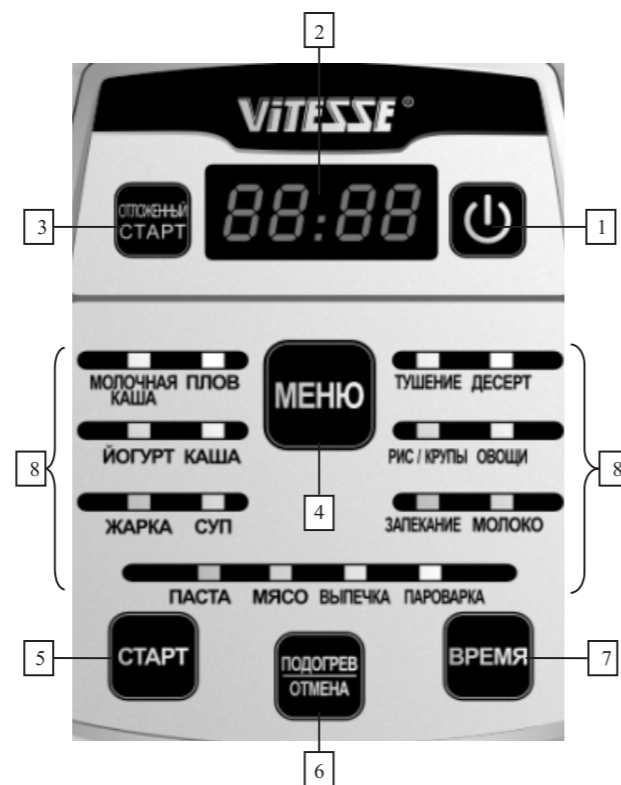 2
ViTESSE®
3
ОТЛОЖЕННЫЙ
СТАРТ
88:88
1
МОЛОЧНАЯ
КАША
ПЛОВ
МЕНЮ
ТУШЕНИЕ ДЕСЕРТ
8
ЙОГУРТ КАША
РИС / КРУПЫ ОВОЩИ
8
4
ЖАРКА СУП
ЗАПЕКАНИЕ МОЛОКО
ПАСТА МЯСО ВЫПЕЧКА ПАРОВАРКА
5
СТАРТ
ПОДОГРЕВ
ОТМЕНА
ВРЕМЯ
7
6